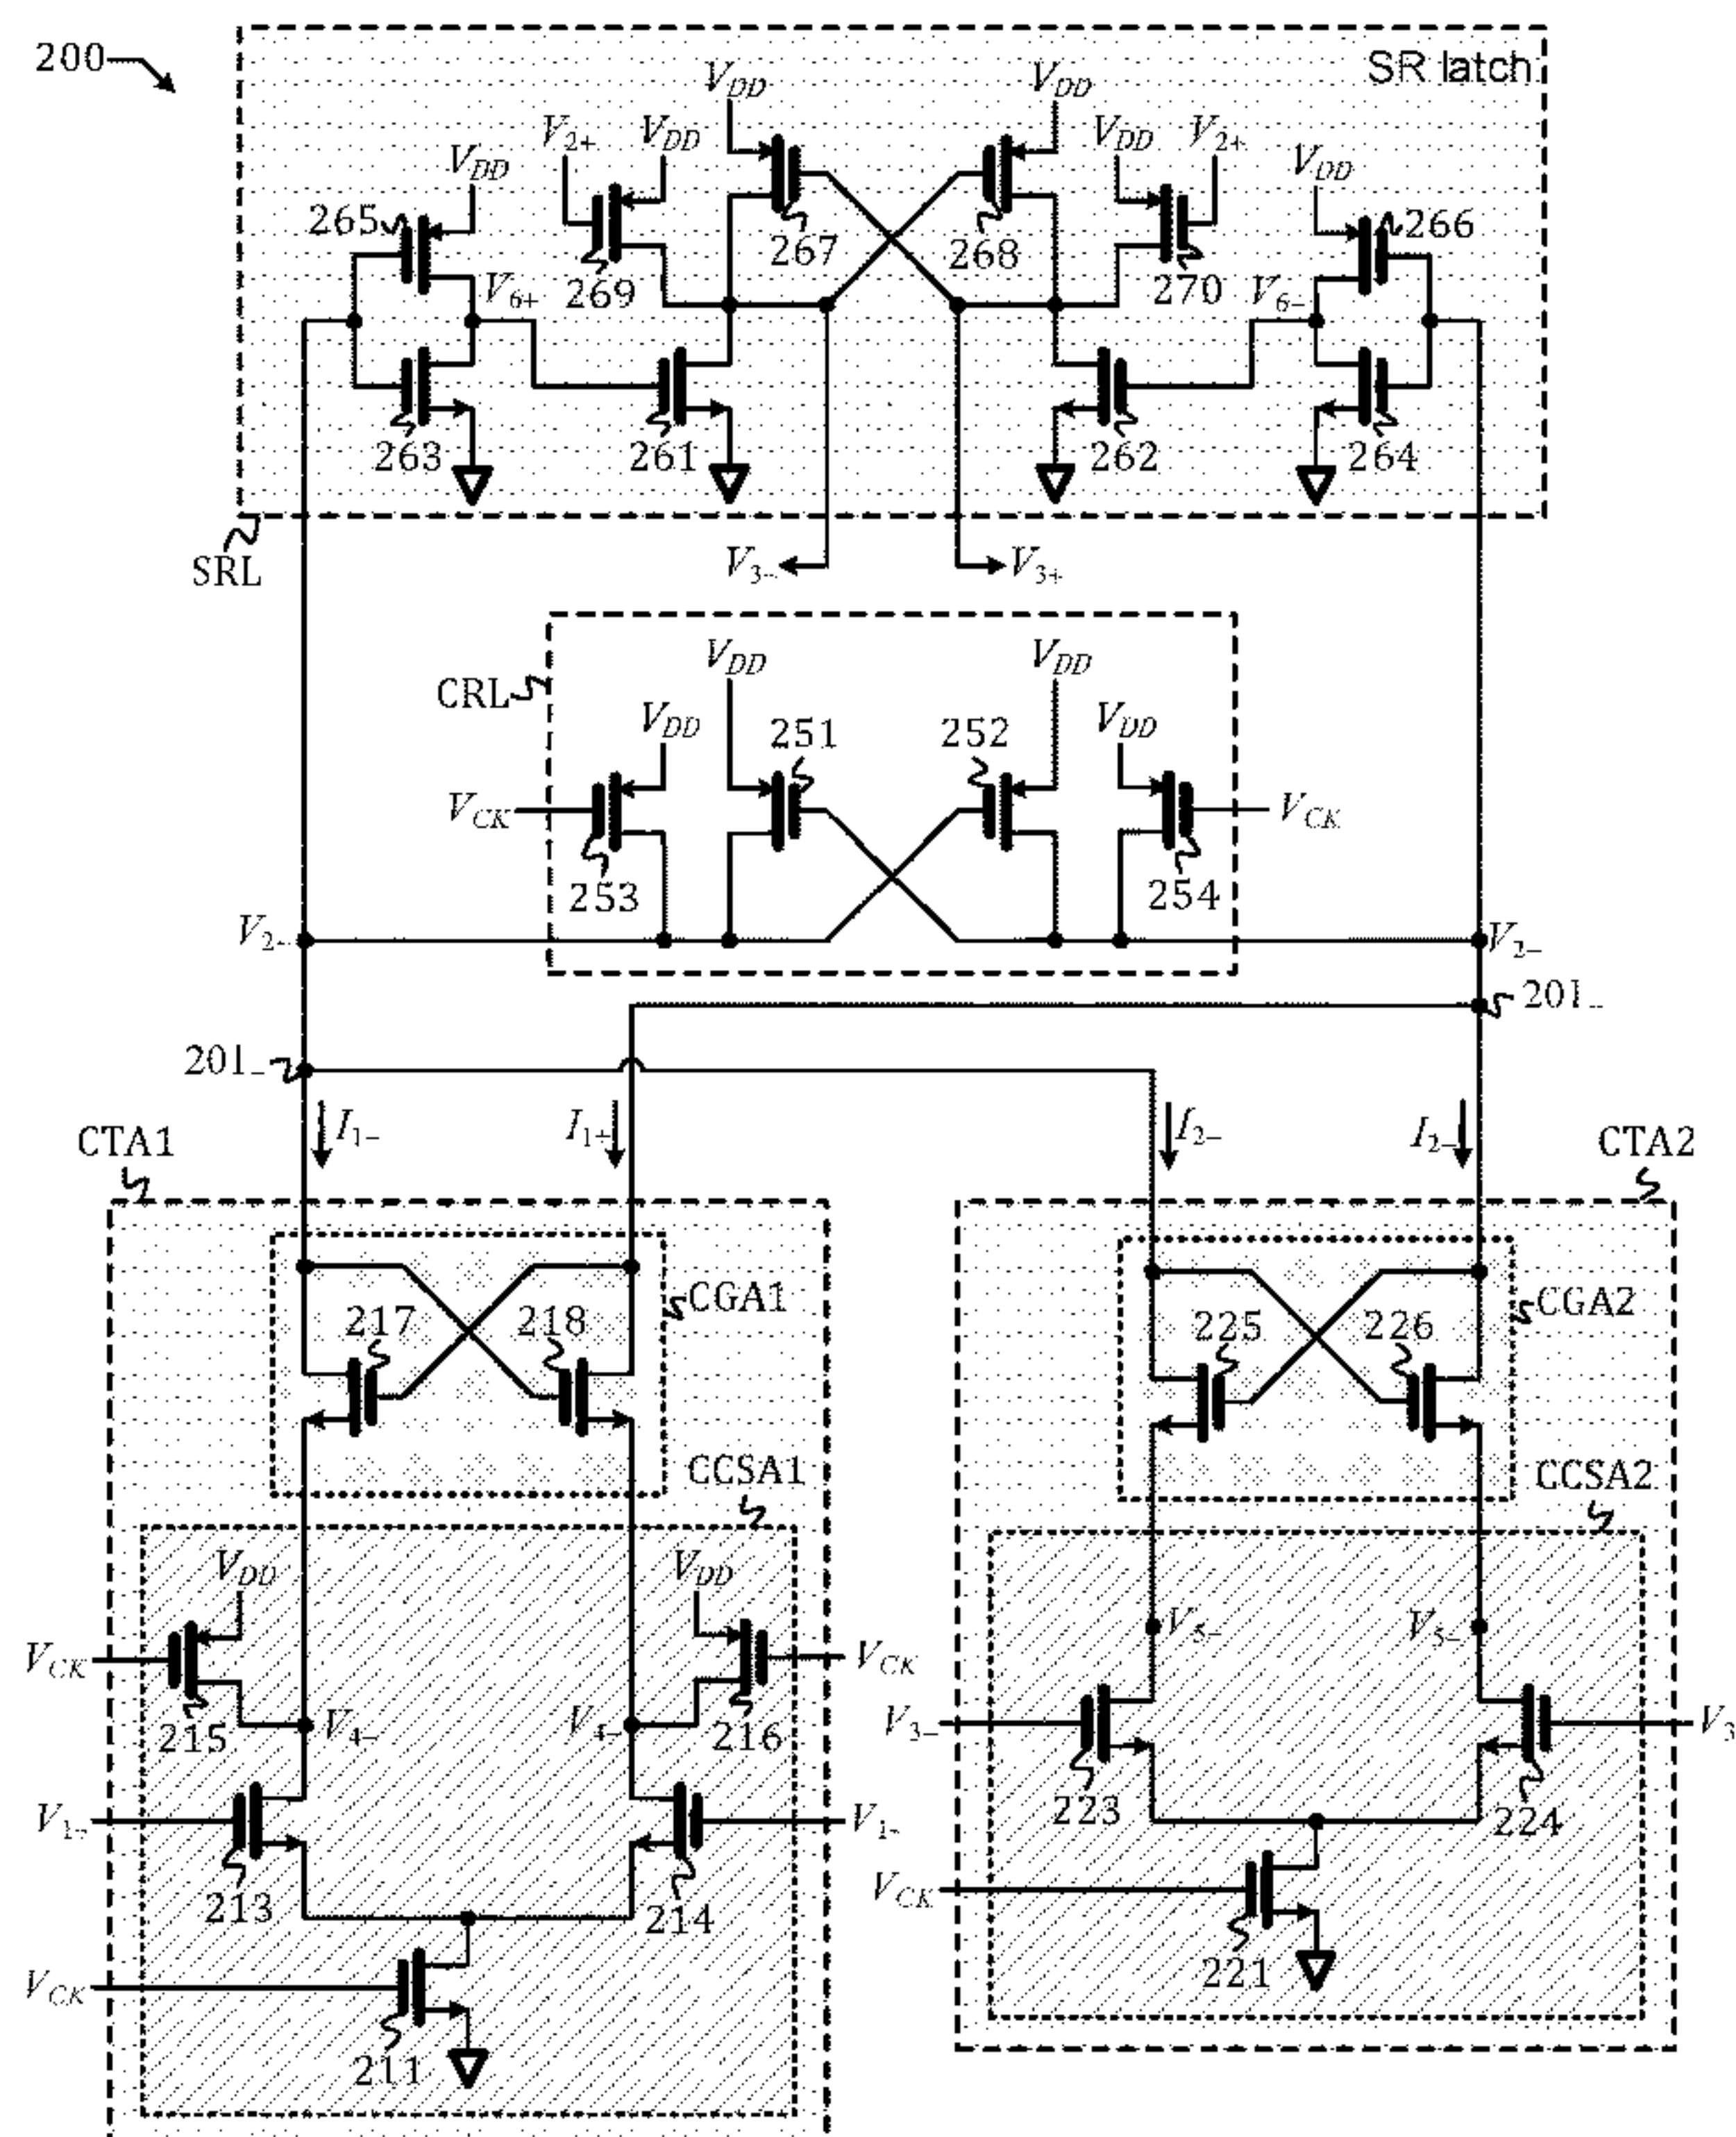 200
SR latch
V_DD V_DD
V_2+ V_DD V_DD V_2+
V_DD V_DD
265 267 268 266
269 270
V_6+ V_6-
263 261 262 264
SRL
V_3- V_3+
CRL
V_DD V_DD
V_DD 251 252 V_DD
V_CK V_CK
253 254
V_2- V_2-
201_-
201_-
CTA1 I_1- I_1+ I_2- I_2- CTA2
217 218 CGA1 225 226 CGA2
CCSA1 CCSA2
V_DD V_DD
V_CK V_CK
V_5- V_5-
215 V_4- V_4- 216
V_3- V_3
V_1- V_1-
223 224
213 214
V_CK
V_CK 221
211